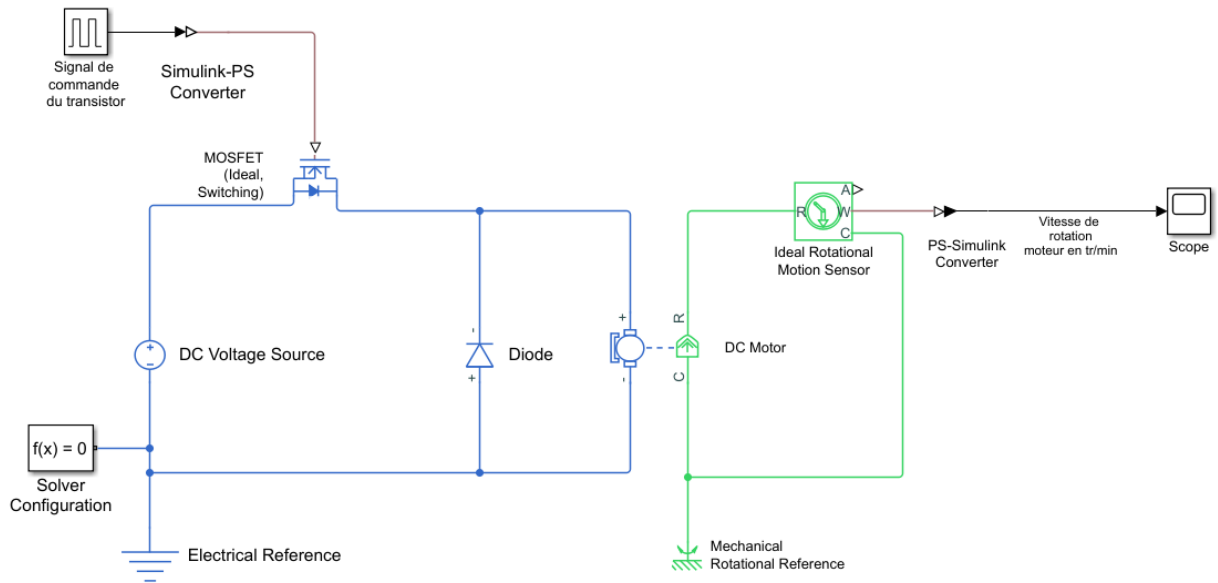 Signal de
commande
du transistor
Simulink-PS
Converter
MOSFET
(Ideal,
Switching)
DC Voltage Source
+
-
f(x) = 0
Solver
Configuration
Electrical Reference
-
+
Diode
+
-
R
C
DC Motor
A
R
W
C
Ideal Rotational
Motion Sensor
PS-Simulink
Converter
Vitesse de
rotation
moteur en tr/min
Scope
Mechanical
Rotational Reference